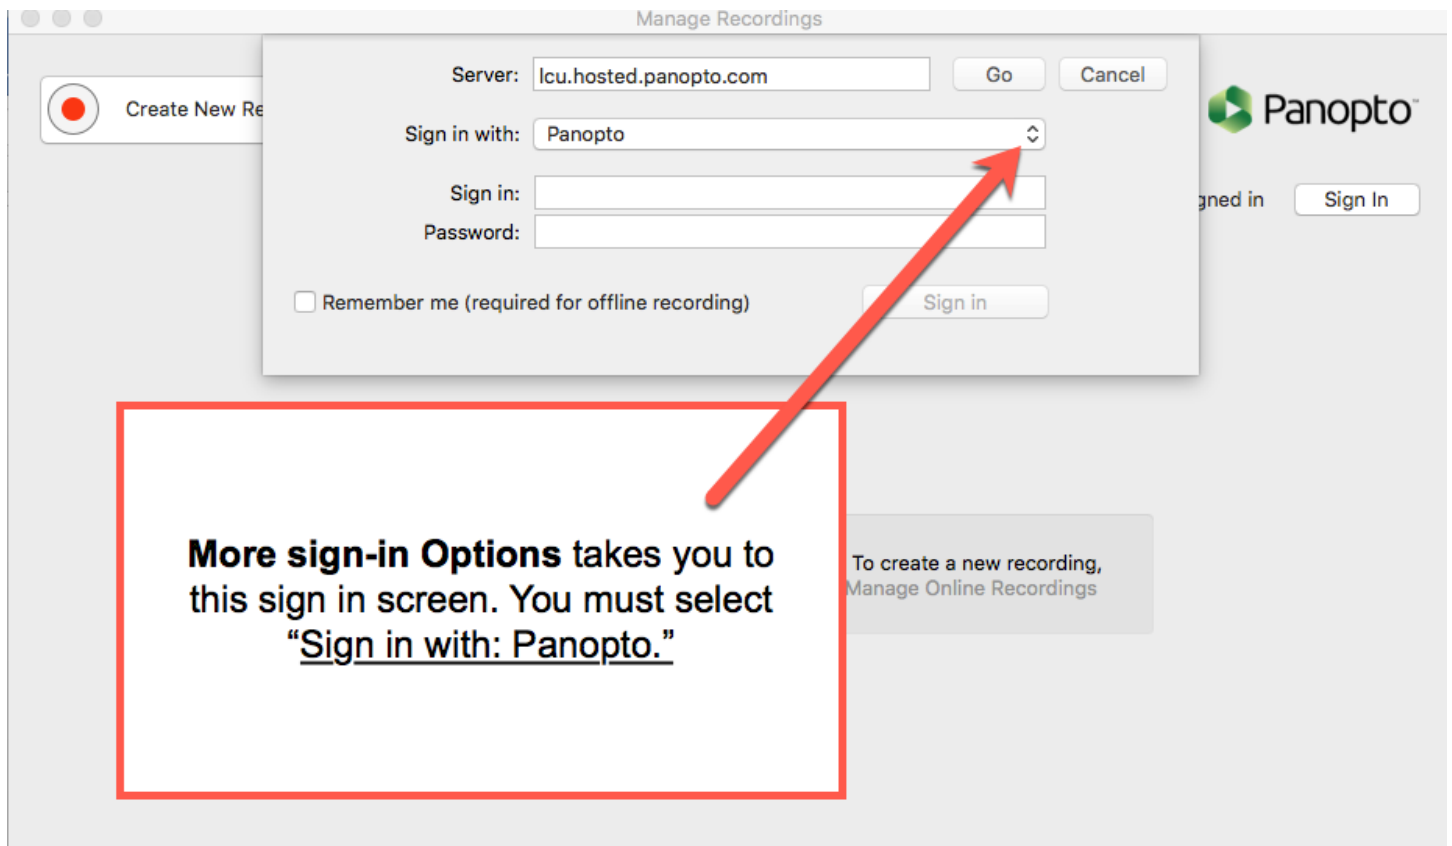 Manage Recordings
Server: lcu.hosted.panopto.com Go Cancel
Create New Re
Panopto™
Sign in with: Panopto
Sign in:
gned in Sign In
Password:
Remember me (required for offline recording) Sign in
More sign-in Options takes you to
this sign in screen. You must select
“Sign in with: Panopto.”
To create a new recording,
Manage Online Recordings